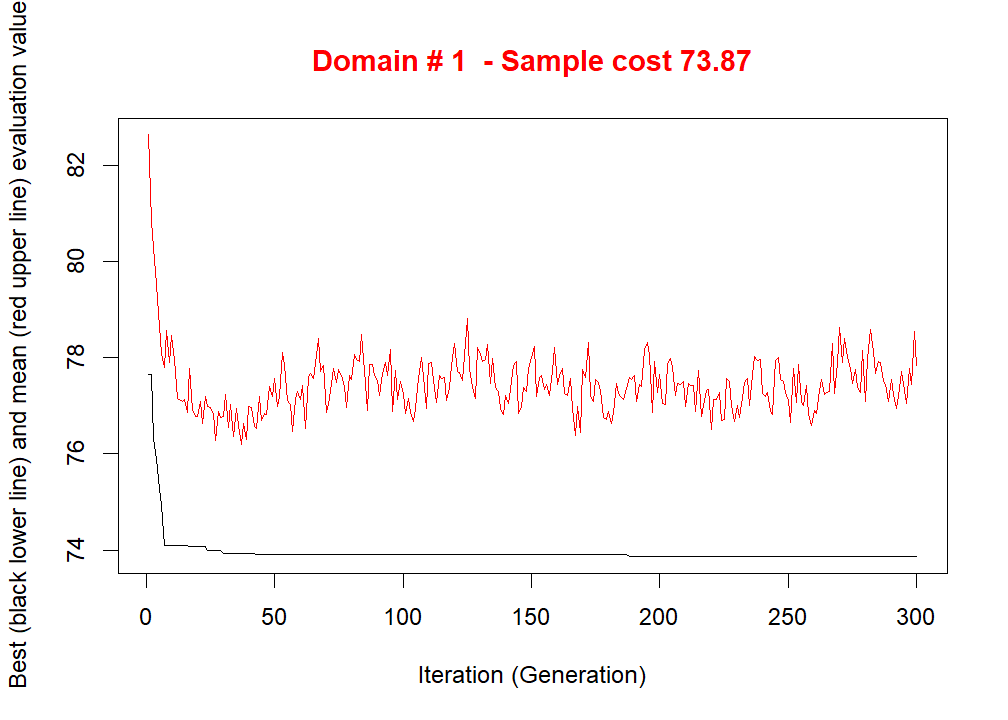 Domain # 1  - Sample cost 73.87
Best (black lower line) and mean (red upper line) evaluation value
82
80
78
76
74
0 50 100 150 200 250 300
Iteration (Generation)